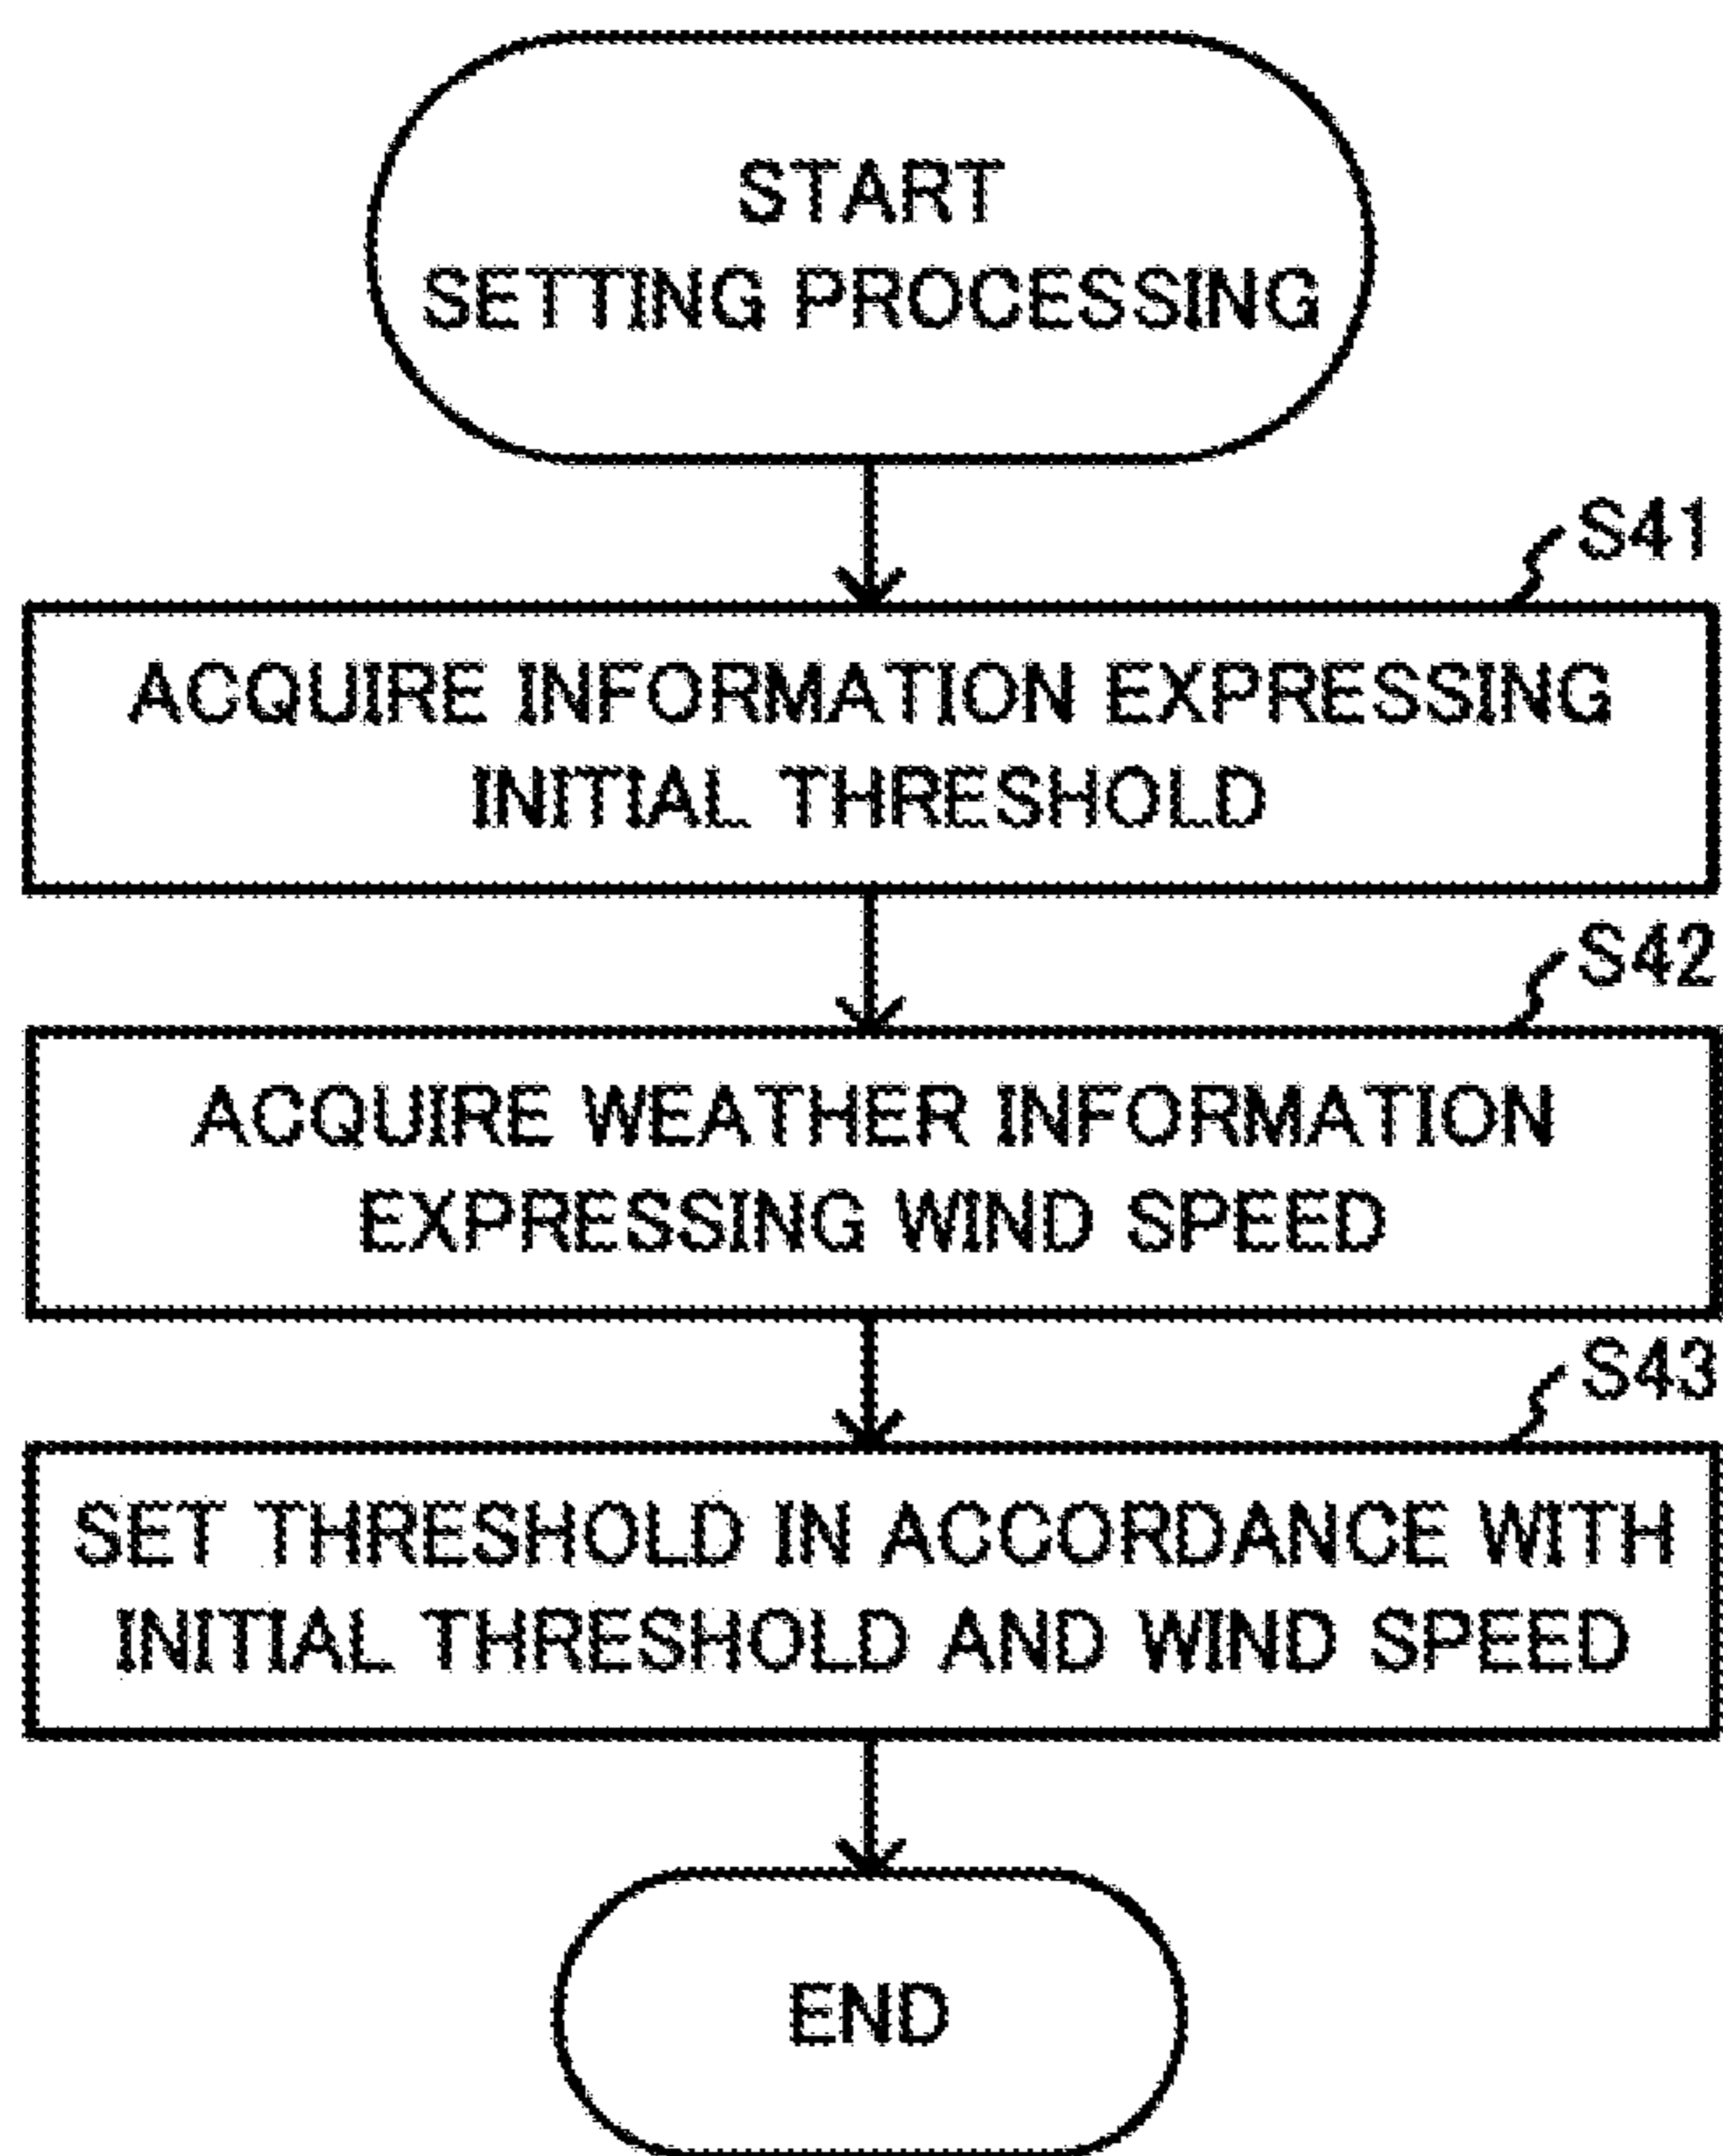 START
SETTING PROCESSING
S41
ACQUIRE INFORMATION EXPRESSING
INITIAL THRESHOLD
S42
ACQUIRE WEATHER INFORMATION
EXPRESSING WIND SPEED
S43
SET THRESHOLD IN ACCORDANCE WITH
INITIAL THRESHOLD AND WIND SPEED
END